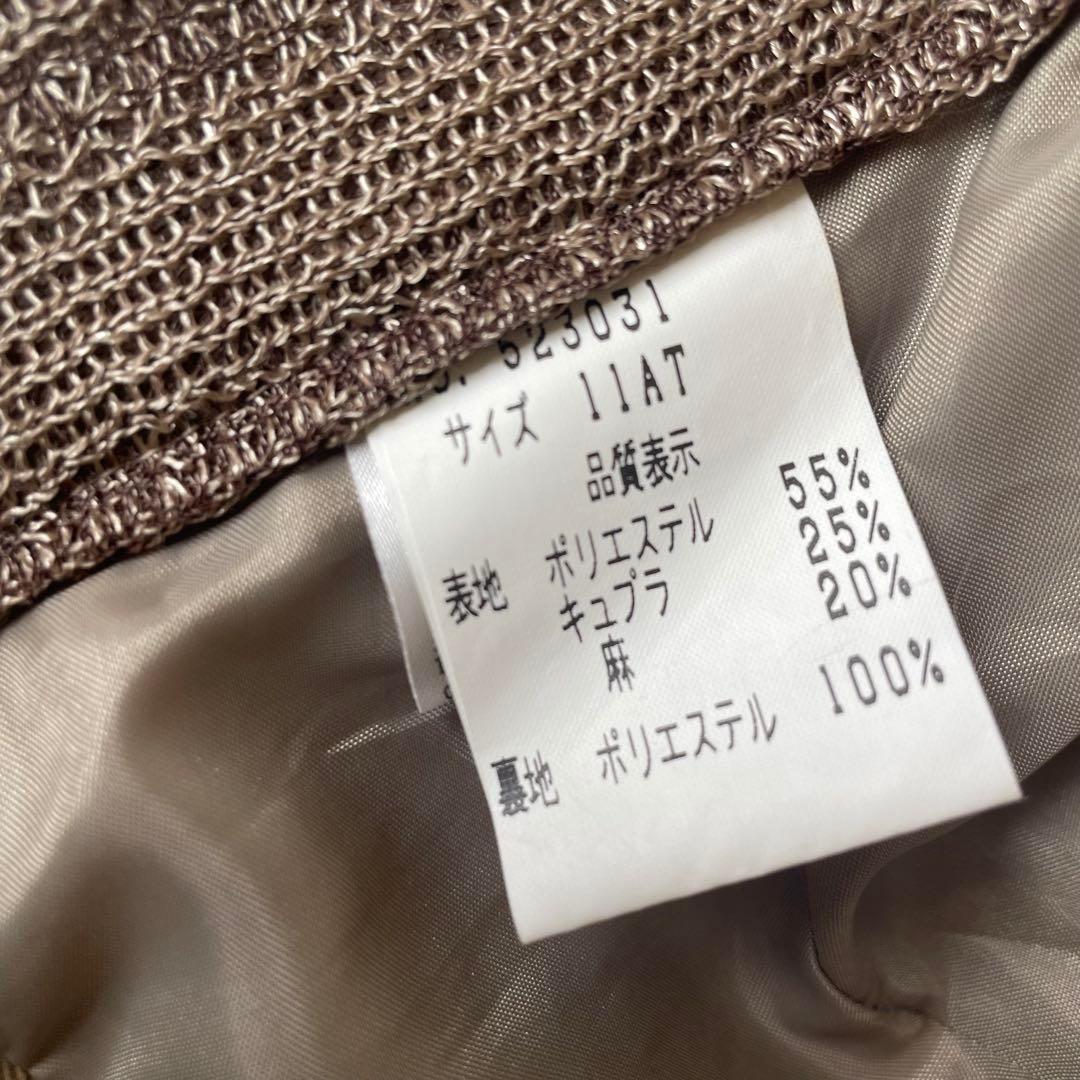 523031
サイズ 11AT
品質表示
表地 ポリエステル 55%
キュプラ 25%
麻 20%
裏地 ポリエステル 100%